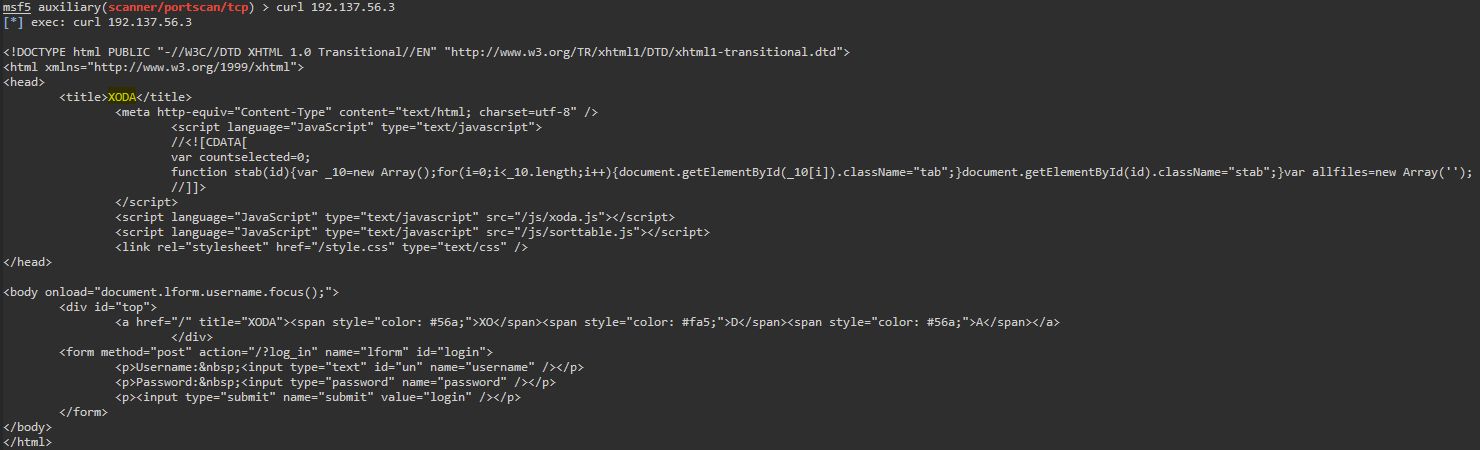 msf5 auxiliary(scanner/portscan/tcp) > curl 192.137.56.3
[*] exec: curl 192.137.56.3

<!DOCTYPE html PUBLIC "-//W3C//DTD XHTML 1.0 Transitional//EN" "http://www.w3.org/TR/xhtml1/DTD/xhtml1-transitional.dtd">
<html xmlns="http://www.w3.org/1999/xhtml">
<head>
        <title>XODA</title>
                <meta http-equiv="Content-Type" content="text/html; charset=utf-8" />
                        <script language="JavaScript" type="text/javascript">
                        //<![CDATA[
                        var countselected=0;
                        function stab(id){var _10=new Array();for(i=0;i<_10.length;i++){document.getElementById(_10[i]).className="tab";}document.getElementById(id).className="stab";}var allfiles=new Array('');
                        //]]>
                </script>
                <script language="JavaScript" type="text/javascript" src="/js/xoda.js"></script>
                <script language="JavaScript" type="text/javascript" src="/js/sorttable.js"></script>
                <link rel="stylesheet" href="/style.css" type="text/css" />
</head>

<body onload="document.lform.username.focus();">
        <div id="top">
                <a href="/" title="XODA"><span style="color: #56a;">XO</span><span style="color: #fa5;">D</span><span style="color: #56a;">A</span></a>
                        </div>
        <form method="post" action="/?log_in" name="lform" id="login">
                <p>Username:&nbsp;<input type="text" id="un" name="username" /></p>
                <p>Password:&nbsp;<input type="password" name="password" /></p>
                <p><input type="submit" name="submit" value="login" /></p>
        </form>
</body>
</html>